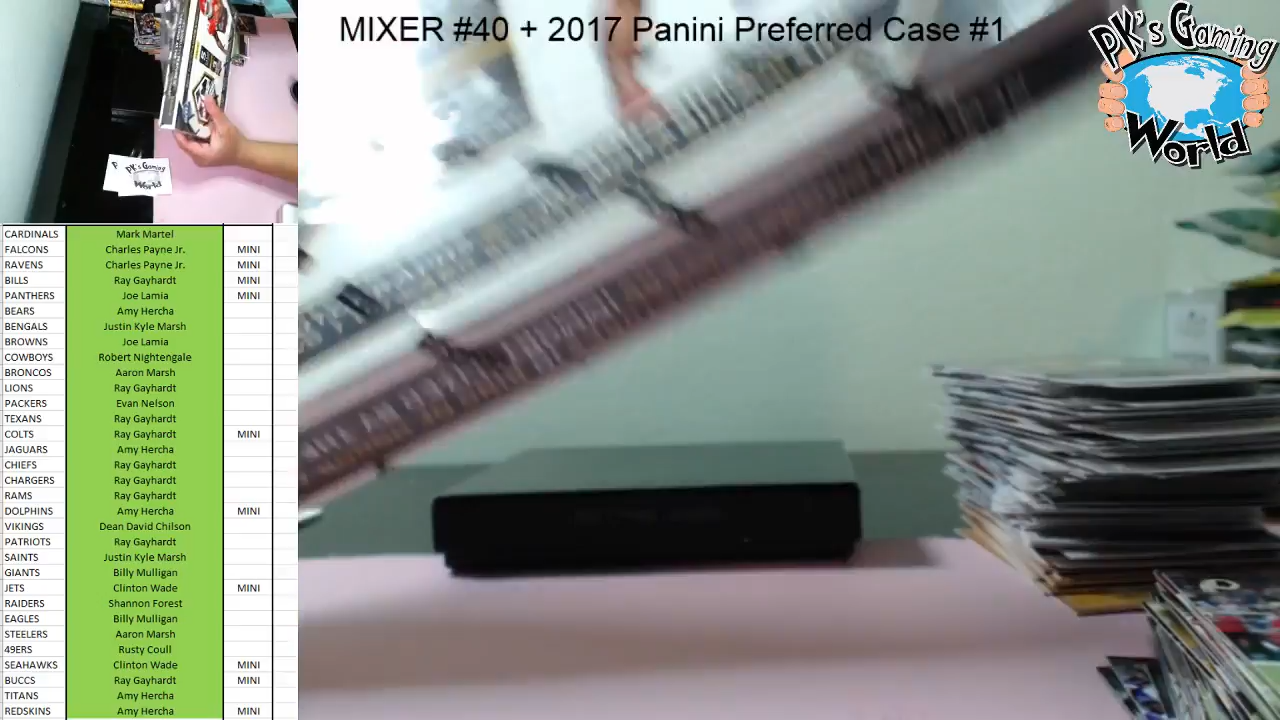 MIXER #40 + 2017 Panini Preferred Case #1
PK's Gaming
World
PK's Gaming
World
CARDINALS Mark Martel
FALCONS Charles Payne Jr. MINI
RAVENS Charles Payne Jr. MINI
BILLS Ray Gayhardt MINI
PANTHERS Joe Lamia MINI
BEARS Amy Hercha
BENGALS Justin Kyle Marsh
BROWNS Joe Lamia
COWBOYS Robert Nightengale
BRONCOS Aaron Marsh
LIONS Ray Gayhardt
PACKERS Evan Nelson
TEXANS Ray Gayhardt
COLTS Ray Gayhardt MINI
JAGUARS Amy Hercha
CHIEFS Ray Gayhardt
CHARGERS Ray Gayhardt
RAMS Ray Gayhardt
DOLPHINS Amy Hercha MINI
VIKINGS Dean David Chilson
PATRIOTS Ray Gayhardt
SAINTS Justin Kyle Marsh
GIANTS Billy Mulligan
JETS Clinton Wade MINI
RAIDERS Shannon Forest
EAGLES Billy Mulligan
STEELERS Aaron Marsh
49ERS Rusty Coull
SEAHAWKS Clinton Wade MINI
BUCCS Ray Gayhardt MINI
TITANS Amy Hercha
REDSKINS Amy Hercha MINI